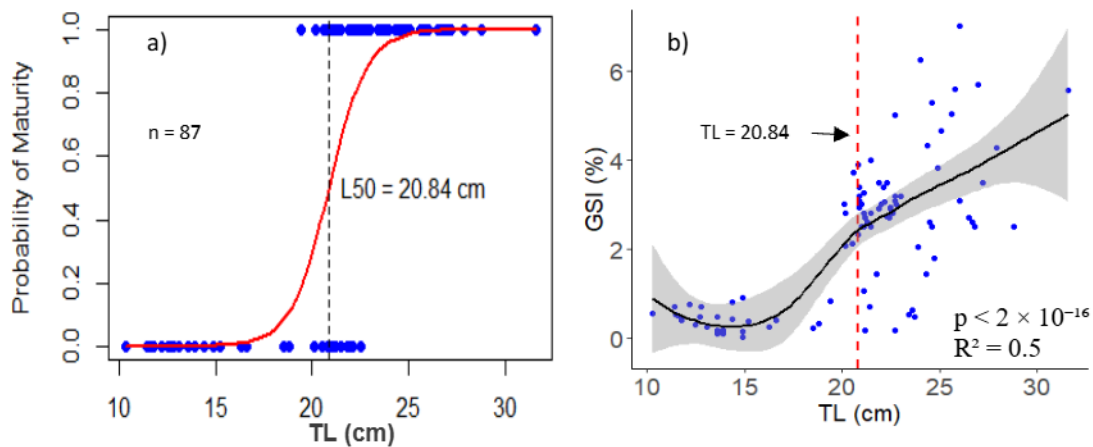 a)
Probability of Maturity
1.0
0.8
0.6
0.4
0.2
0.0
n = 87
L50 = 20.84 cm
10 15 20 25 30
TL (cm)
b)
GSI (%)
6
4
2
0
TL = 20.84
p < 2 × 10⁻¹⁶
R² = 0.5
10 15 20 25 30
TL (cm)